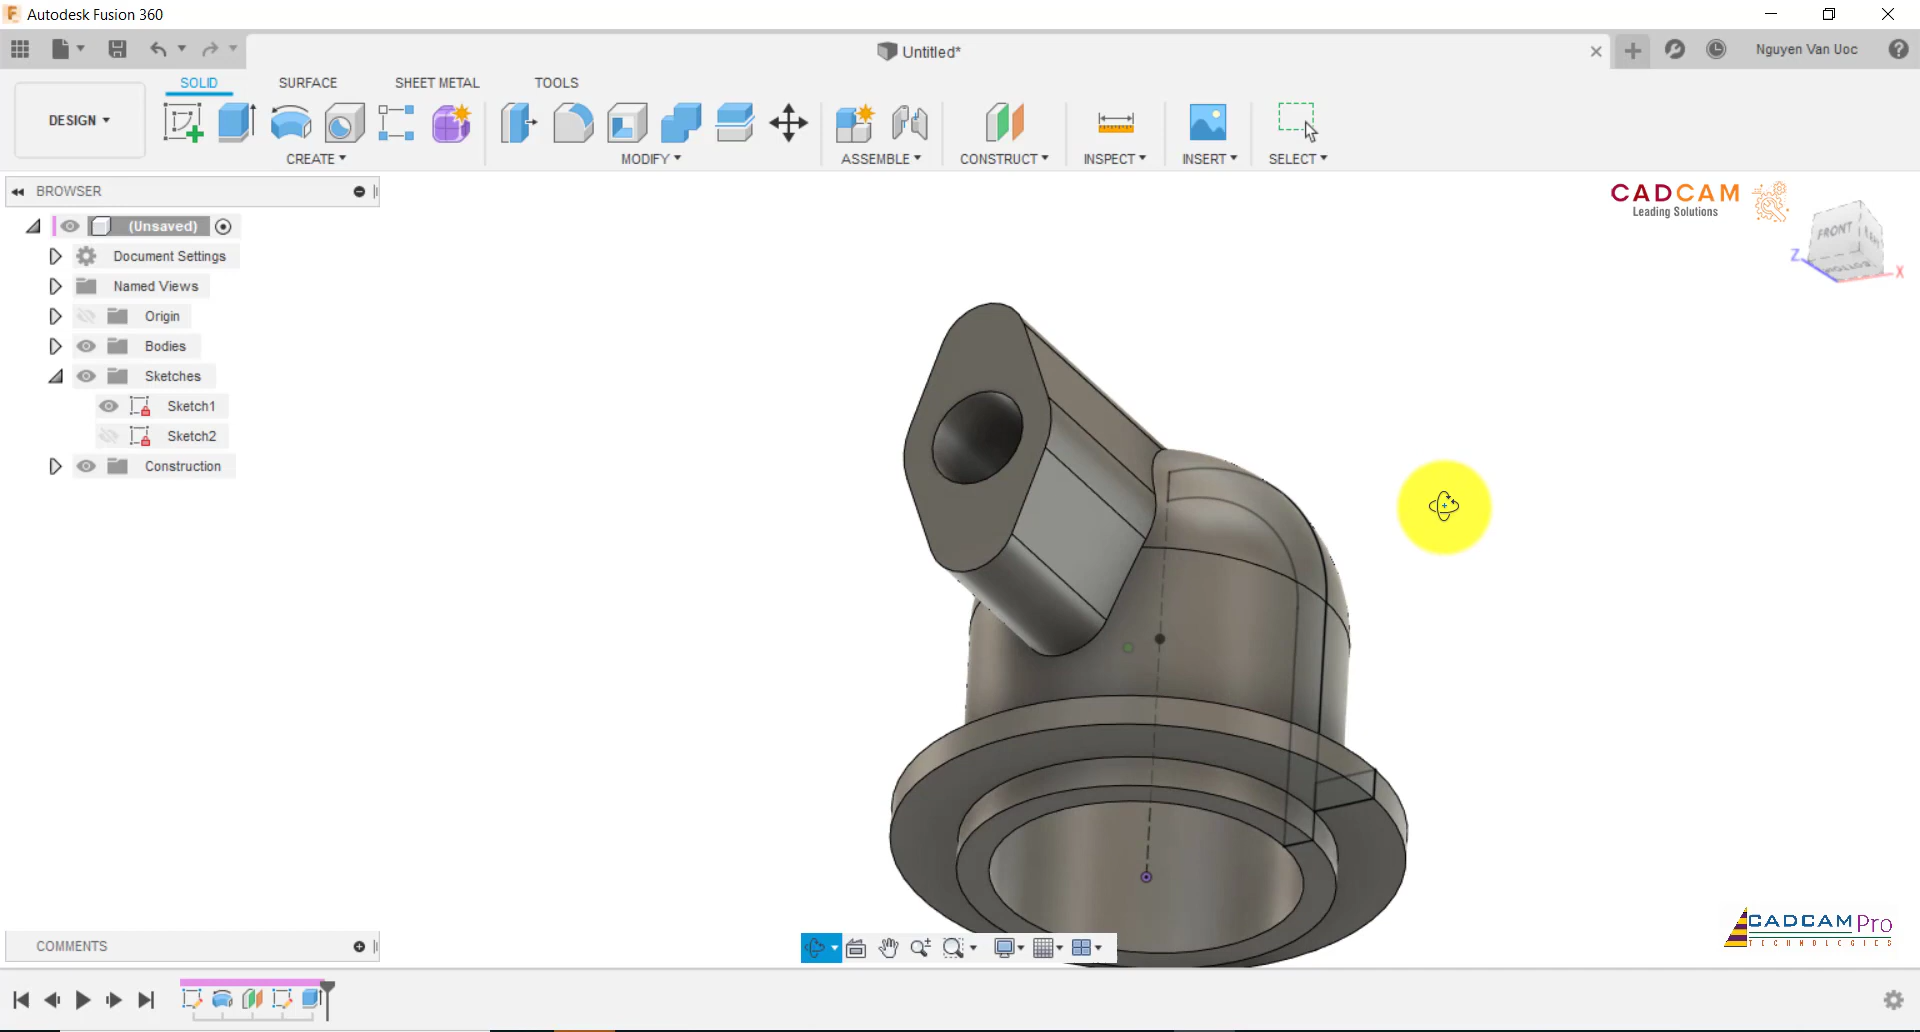 Autodesk Fusion 360
Untitled*
Nguyen Van Uoc
DESIGN
SOLID
SURFACE
SHEET METAL
TOOLS
CREATE
MODIFY
ASSEMBLE
CONSTRUCT
INSPECT
INSERT
SELECT
BROWSER
(Unsaved)
Document Settings
Named Views
Origin
Bodies
Sketches
Sketch1
Sketch2
Construction
CADCAM
Leading Solutions
FRONT
BOTTOM
Z
X
CADCAM Pro
TECHNOLOGIES
COMMENTS